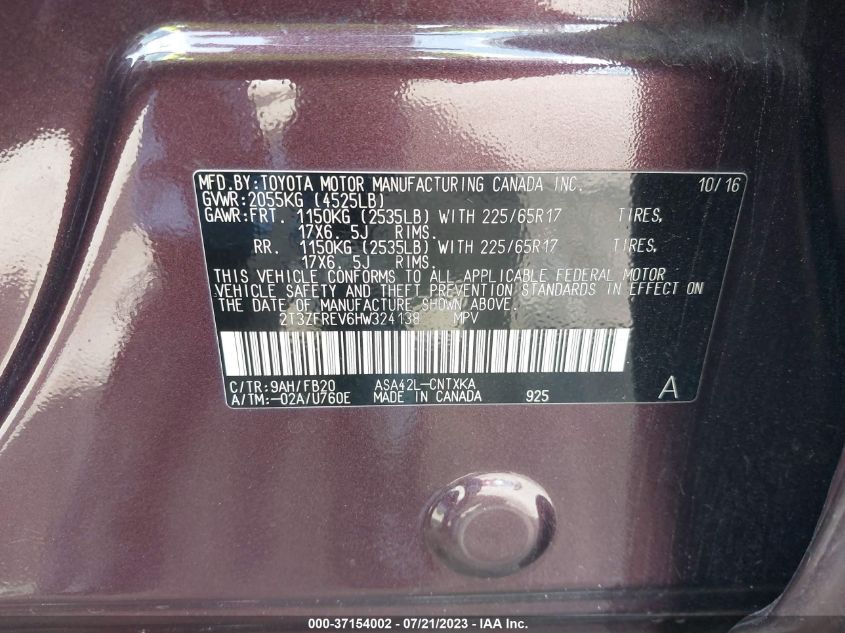 MFD.BY:TOYOTA MOTOR MANUFACTURING CANADA INC. 10/16
GVWR:2055KG (4525LB)
GAWR:FRT. 1150KG (2535LB) WITH 225/65R17 TIRES,
17X6.5J RIMS.
RR. 1150KG (2535LB) WITH 225/65R17 TIRES,
17X6.5J RIMS.
THIS VEHICLE CONFORMS TO ALL APPLICABLE FEDERAL MOTOR
VEHICLE SAFETY AND THEFT PREVENTION STANDARDS IN EFFECT ON
THE DATE OF MANUFACTURE SHOWN ABOVE.
2T3ZFREV6HW324138 MPV
C/TR:9AH/FB20 ASA42L-CNTXKA
A/TM:-02A/U760E MADE IN CANADA 925 A
000-37154002 - 07/21/2023 - IAA Inc.